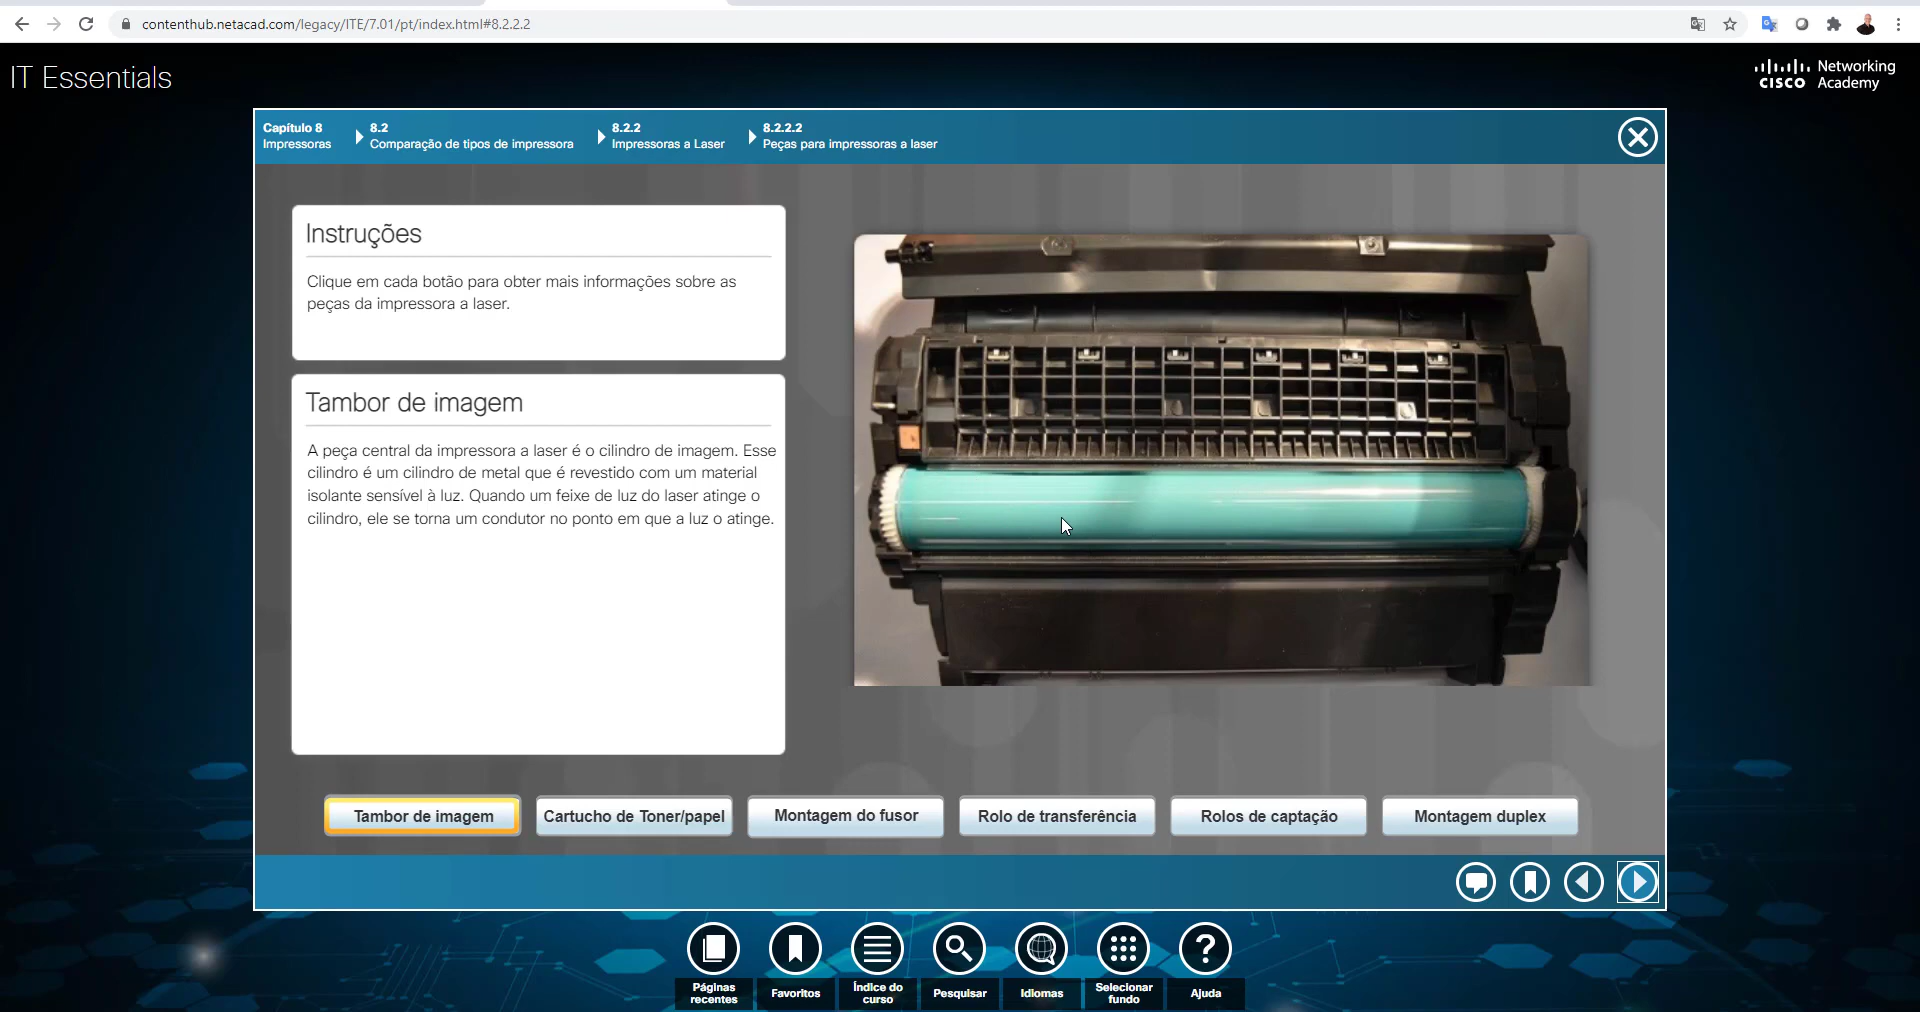 contenthub.netacad.com/legacy/ITE/7.01/pt/index.html#8.2.2.2
IT Essentials
CISCO
Networking
Academy
Capítulo 8
Impressoras
8.2
Comparação de tipos de impressora
8.2.2
Impressoras a Laser
8.2.2.2
Peças para impressoras a laser
Instruções
Clique em cada botão para obter mais informações sobre as
peças da impressora a laser.
Tambor de imagem
A peça central da impressora a laser é o cilindro de imagem. Esse
cilindro é um cilindro de metal que é revestido com um material
isolante sensível à luz. Quando um feixe de luz do laser atinge o
cilindro, ele se torna um condutor no ponto em que a luz o atinge.
Tambor de imagem
Cartucho de Toner/papel
Montagem do fusor
Rolo de transferência
Rolos de captação
Montagem duplex
Páginas
recentes
Favoritos
Índice do
curso
Pesquisar
Idiomas
Selecionar
fundo
Ajuda